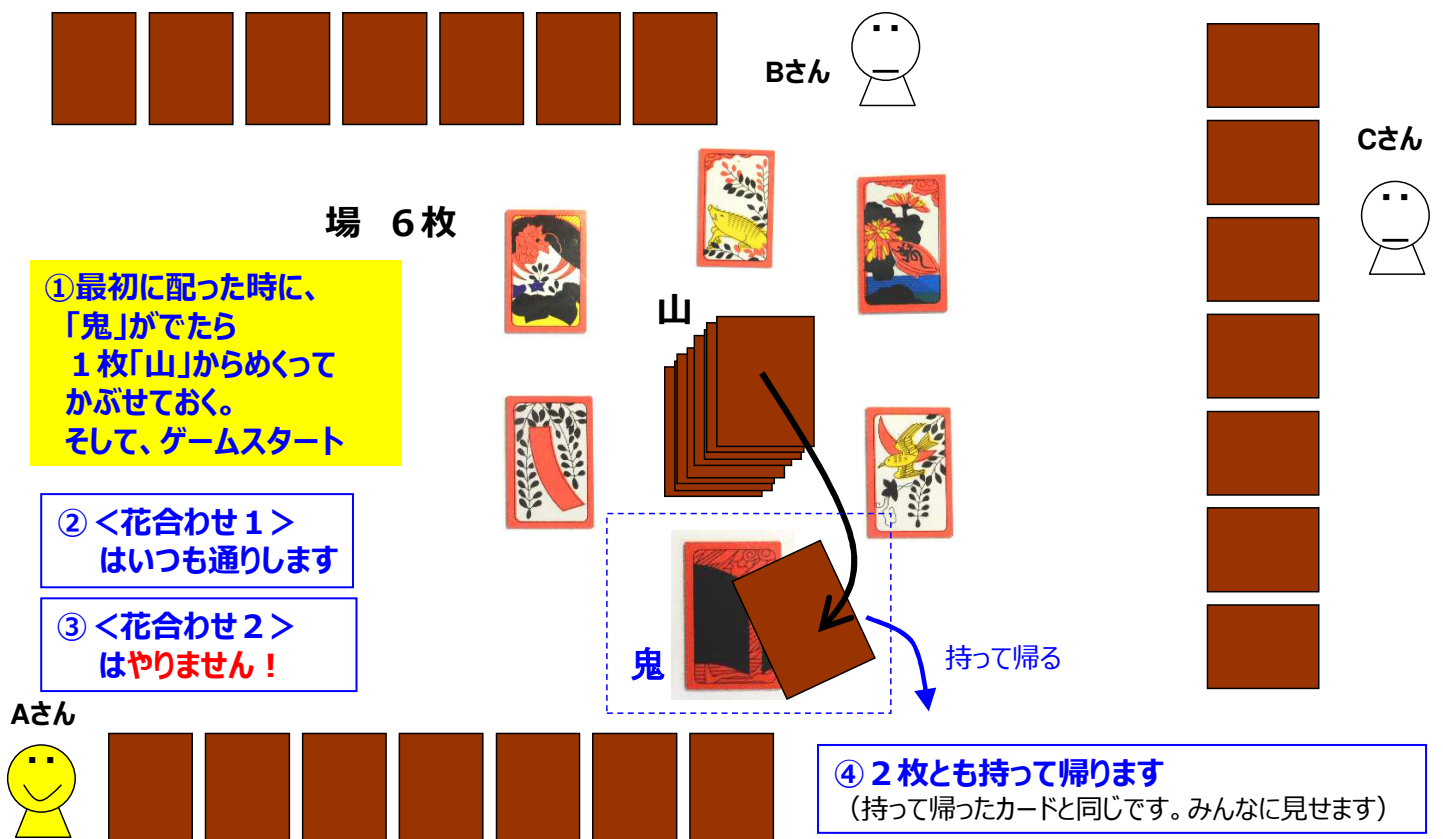 Bさん
Cさん
場 6枚
①最初に配った時に、
「鬼」がでたら
1枚「山」からめくって
かぶせておく。
そして、ゲームスタート
山
②<花合わせ1>
はいつも通りします
③<花合わせ2>
はやりません!
鬼
持って帰る
Aさん
④2枚とも持って帰ります
(持って帰ったカードと同じです。みんなに見せます)